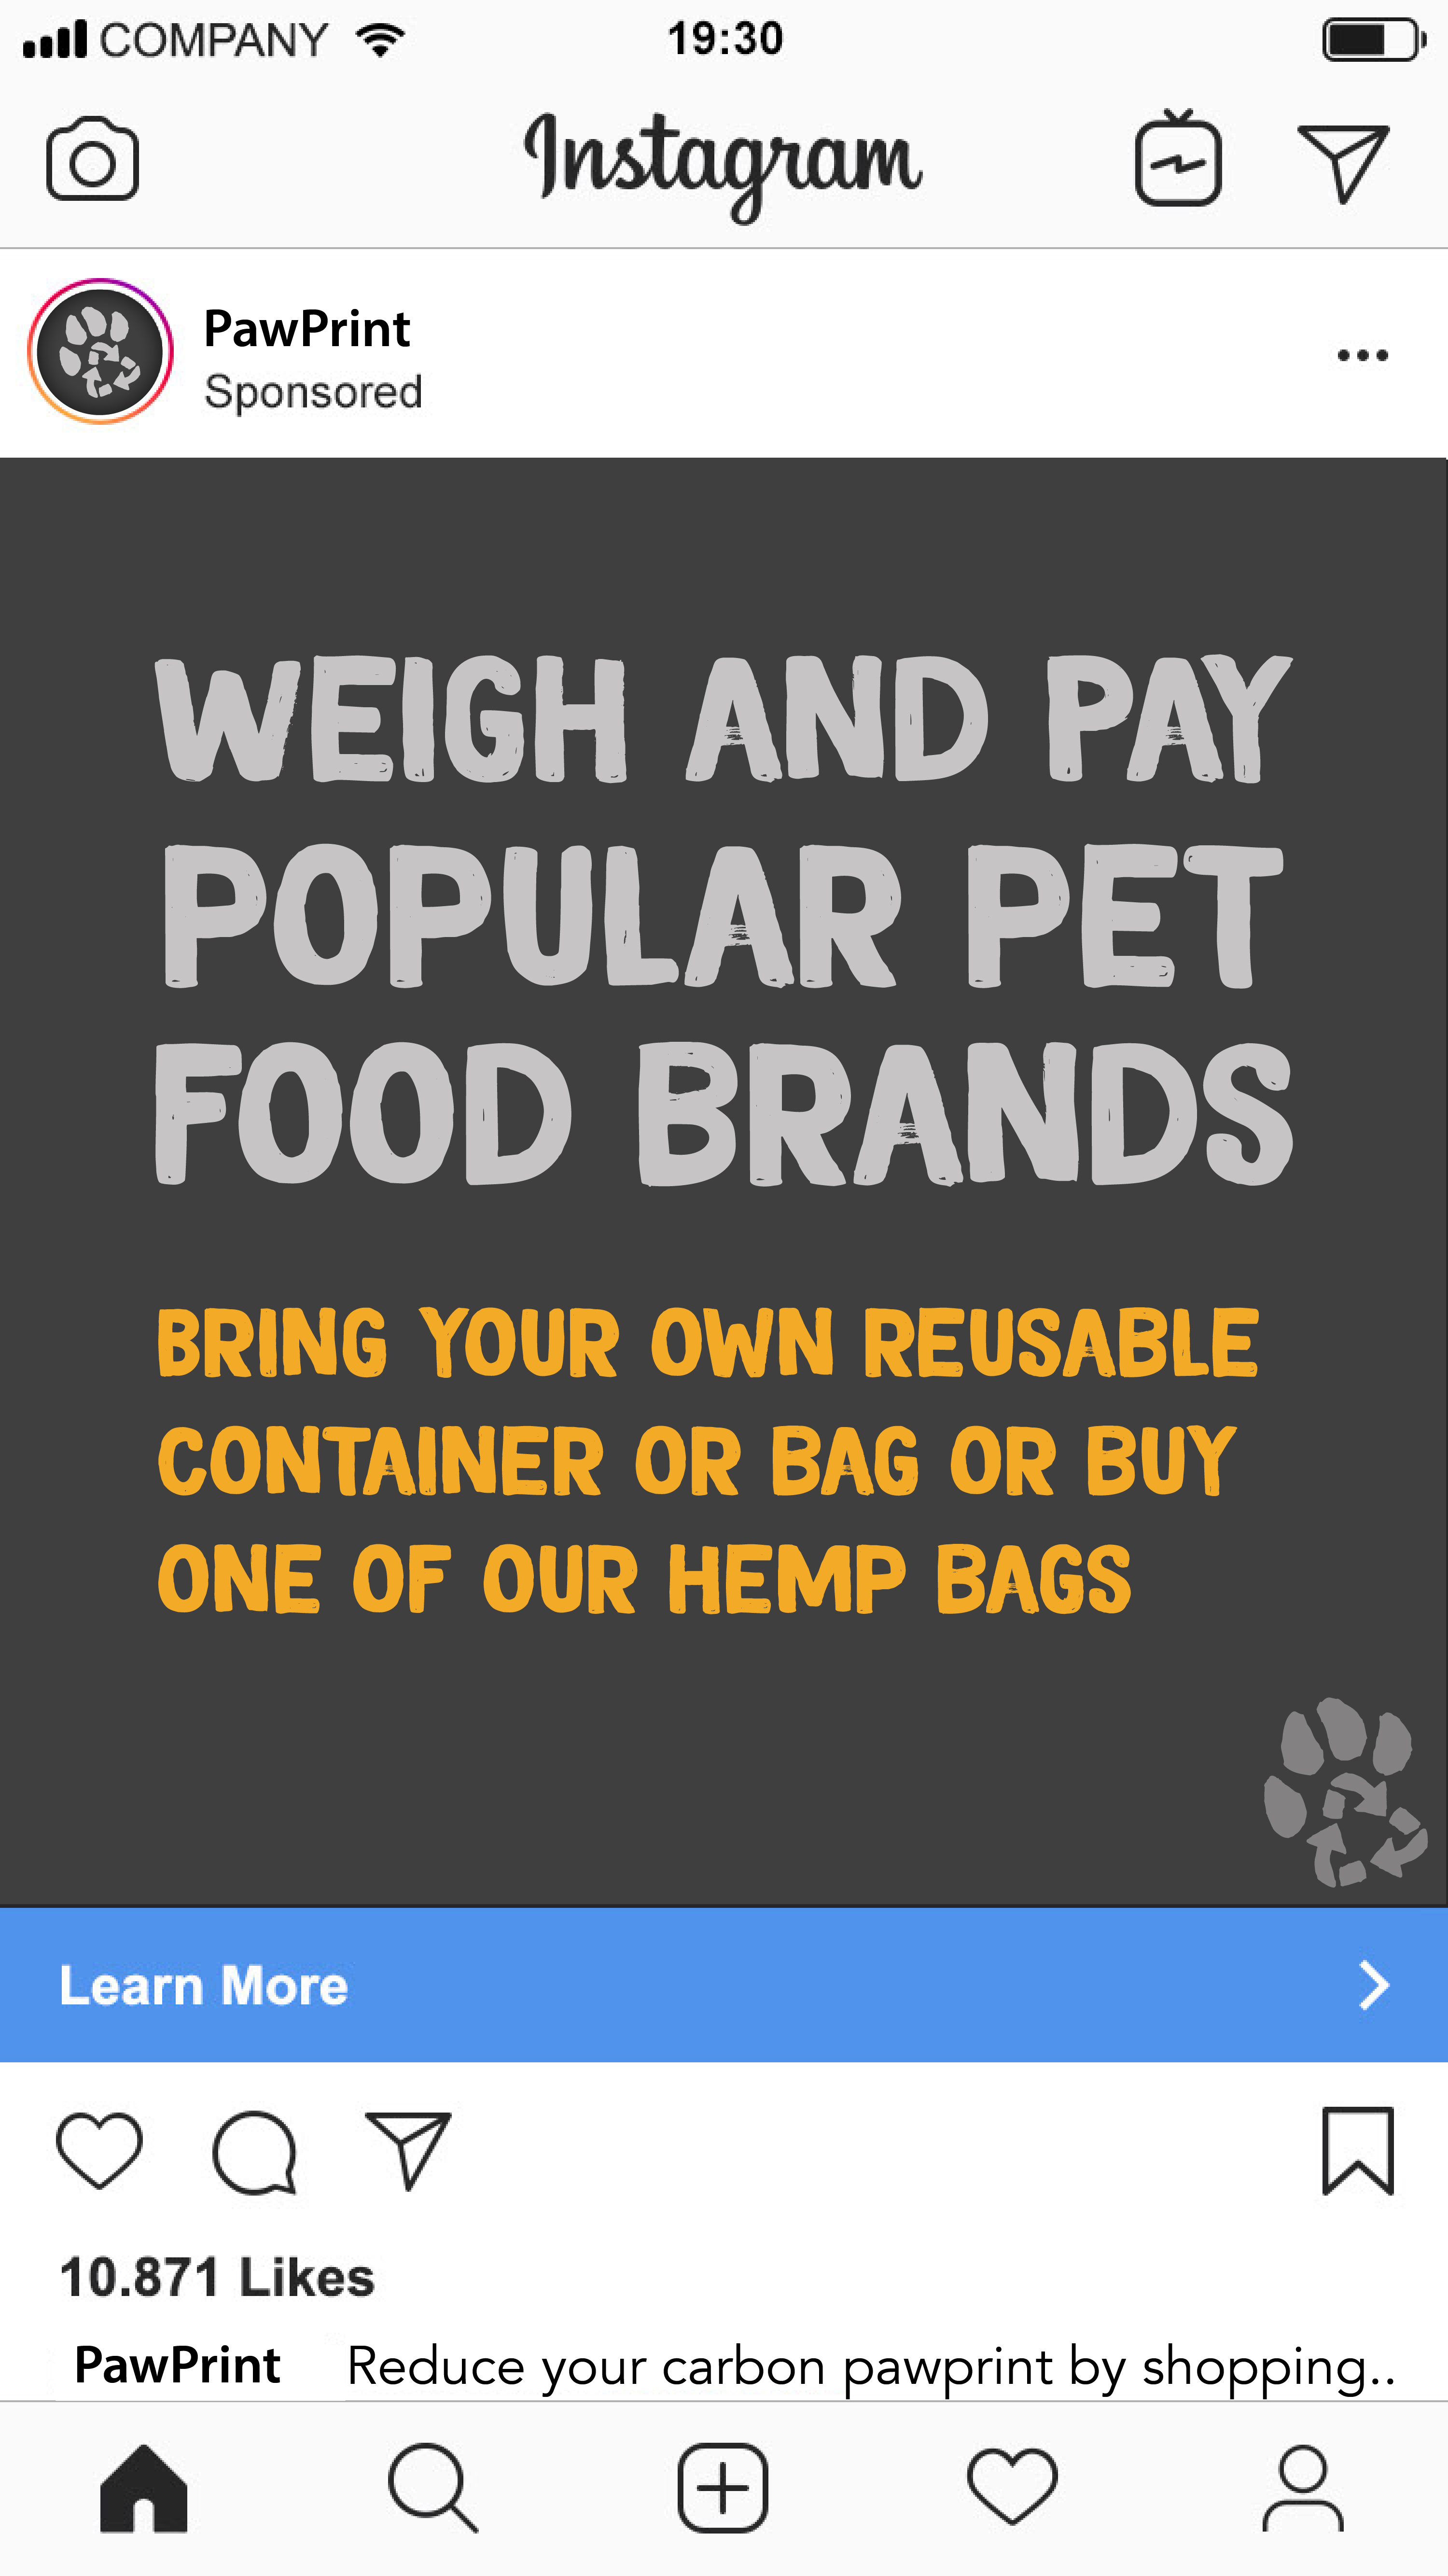 COMPANY 19:30
Instagram
PawPrint
Sponsored
WEIGH AND PAY
POPULAR PET
FOOD BRANDS
BRING YOUR OWN REUSABLE
CONTAINER OR BAG OR BUY
ONE OF OUR HEMP BAGS
Learn More
10.871 Likes
PawPrint Reduce your carbon pawprint by shopping..